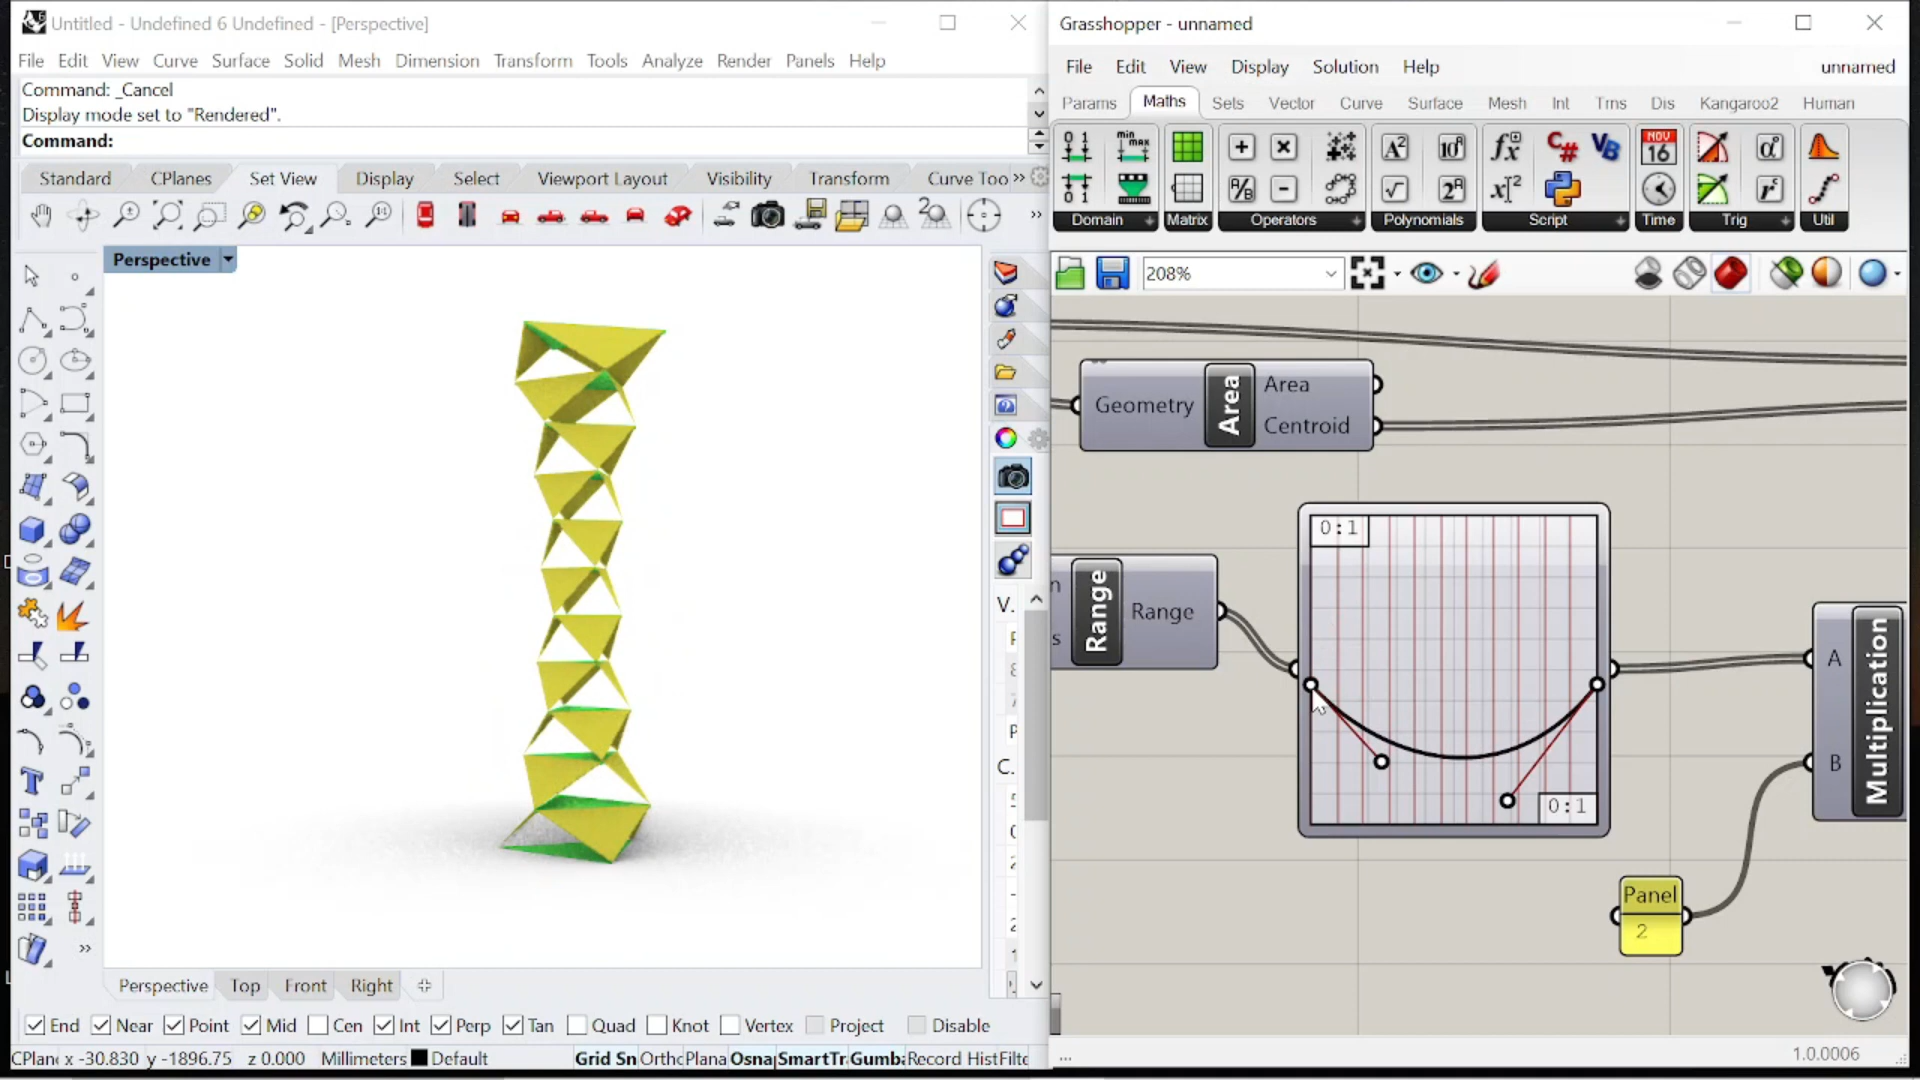 Untitled - Undefined 6 Undefined - [Perspective]
File Edit View Curve Surface Solid Mesh Dimension Transform Tools Analyze Render Panels Help
Command: _Cancel
Display mode set to "Rendered".
Command:
Standard CPlanes Set View Display Select Viewport Layout Visibility Transform Curve Too
Perspective
V.
C.
Perspective Top Front Right
End Near Point Mid Cen Int Perp Tan Quad Knot Vertex Project Disable
CPlan x -30.830 y -1896.75 z 0.000 Millimeters Default Grid Sn Ortho Plana Osna SmartTr Gumba Record Hist Filte
Grasshopper - unnamed
File Edit View Display Solution Help unnamed
Params Maths Sets Vector Curve Surface Mesh Int Trns Dis Kangaroo2 Human
Domain Matrix Operators Polynomials Script Time Trig Util
208%
Geometry Area Area
Centroid
0:1
Range Range
0:1
A
Multiplication
B
Panel
2
1.0.0006